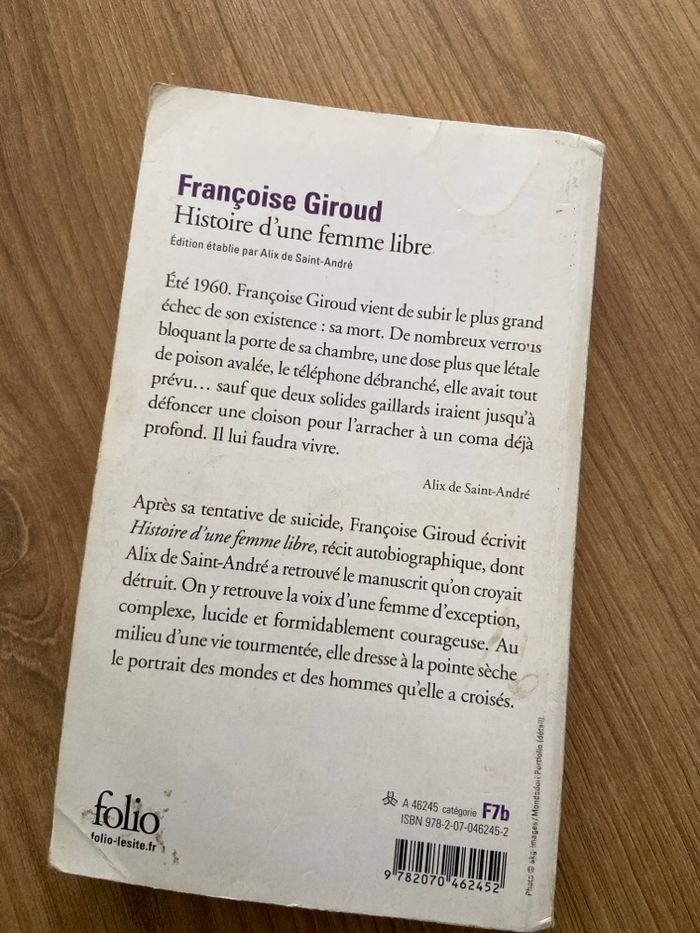 Françoise Giroud
Histoire d'une femme libre
Édition établie par Alix de Saint-André
Été 1960. Françoise Giroud vient de subir le plus grand
échec de son existence : sa mort. De nombreux verrous
bloquant la porte de sa chambre, une dose plus que létale
de poison avalée, le téléphone débranché, elle avait tout
prévu… sauf que deux solides gaillards iraient jusqu'à
défoncer une cloison pour l'arracher à un coma déjà
profond. Il lui faudra vivre.
Alix de Saint-André
Après sa tentative de suicide, Françoise Giroud écrivit
Histoire d'une femme libre, récit autobiographique, dont
Alix de Saint-André a retrouvé le manuscrit qu'on croyait
détruit. On y retrouve la voix d'une femme d'exception,
complexe, lucide et formidablement courageuse. Au
milieu d'une vie tourmentée, elle dresse à la pointe sèche
le portrait des mondes et des hommes qu'elle a croisés.
folio
folio-lesite.fr
A 46245 catégorie F7b
ISBN 978-2-07-046245-2
9 782070 462452
Photo © akg-images / Mondadori Portfolio (détail).